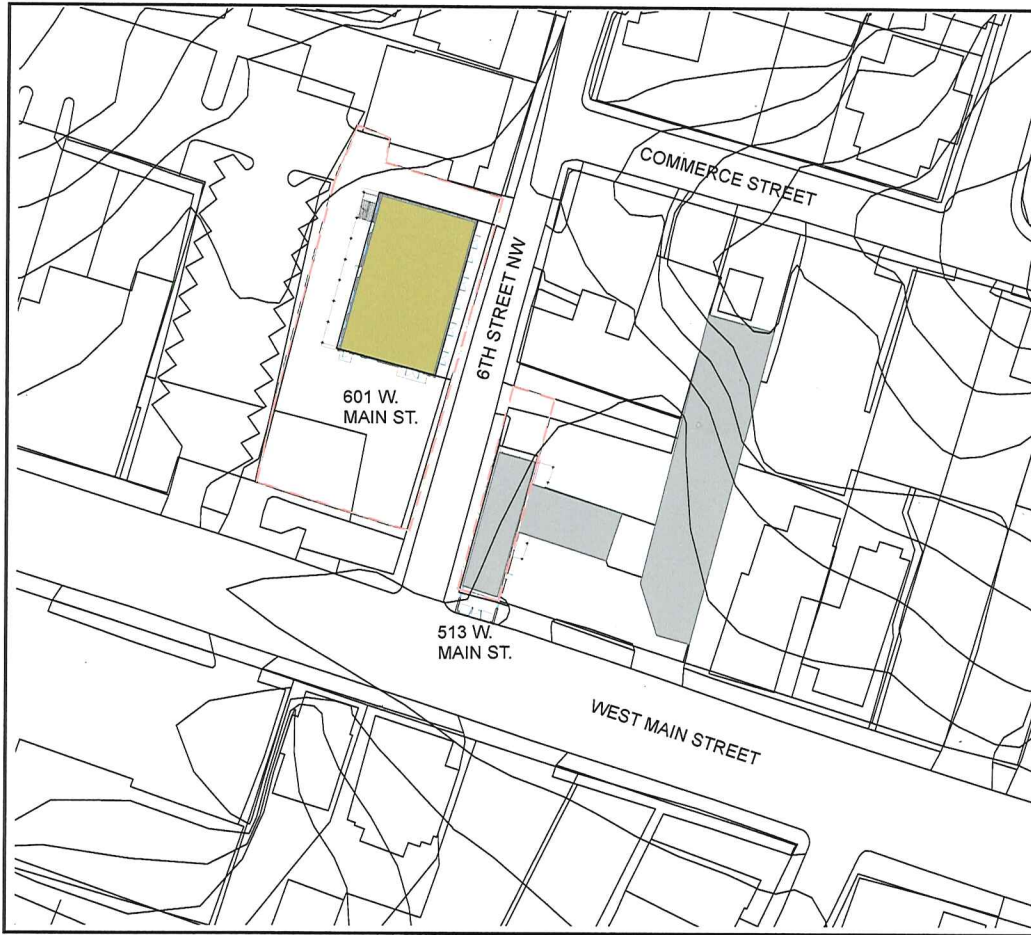 COMMERCE STREET
6TH STREET NW
601 W.
MAIN ST.
513 W.
MAIN ST.
WEST MAIN STREET